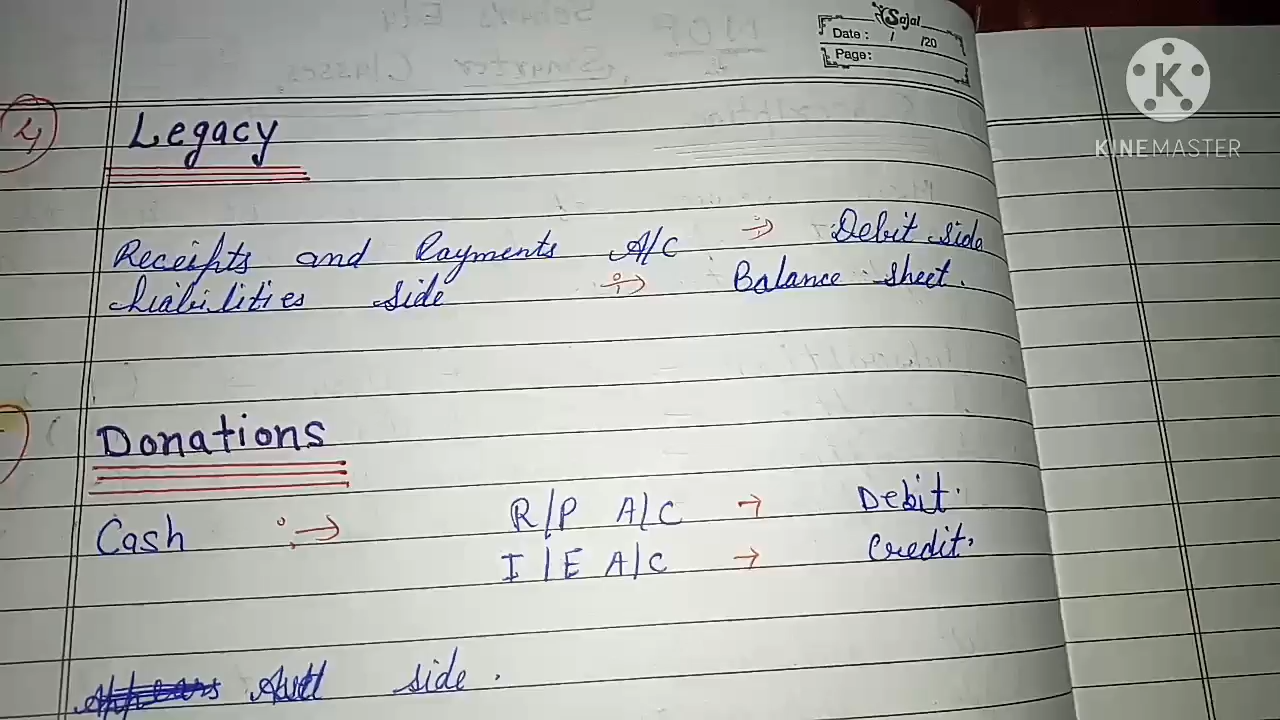 Sajal
Date : / /20
Page:
K
KINEMASTER
4
Legacy
Receipts and Payments A/C → Debit side
Liabilities side → Balance sheet.
Donations
Cash :→ R/P A/C → Debit.
I/E A/C → Credit.
side.